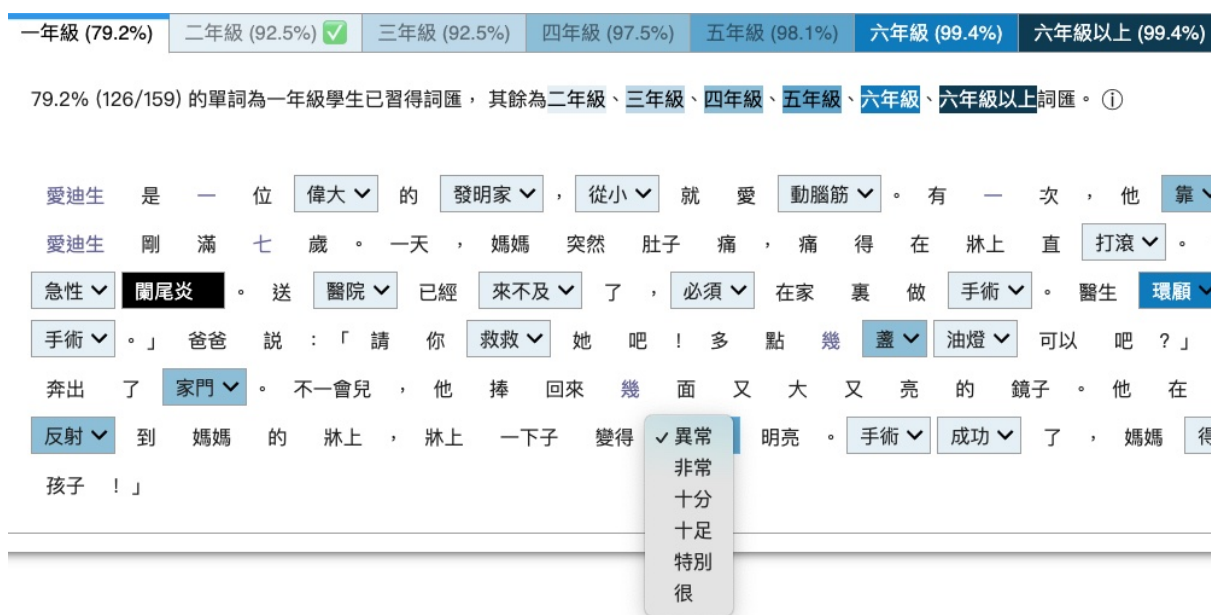 一年級 (79.2%) 二年級 (92.5%) ✅ 三年級 (92.5%) 四年級 (97.5%) 五年級 (98.1%) 六年級 (99.4%) 六年級以上 (99.4%)
79.2% (126/159) 的單詞為一年級學生已習得詞匯，其餘為二年級、三年級、四年級、五年級、六年級、六年級以上詞匯。ⓘ
愛迪生 是 一 位 偉大 的 發明家 ， 從小 就 愛 動腦筋 。 有 一 次 ， 他 靠
愛迪生 剛 滿 七 歲 。 一天 ， 媽媽 突然 肚子 痛 ， 痛 得 在 牀上 直 打滾 。
急性 闌尾炎 。 送 醫院 已經 來不及 了 ， 必須 在家 裏 做 手術 。 醫生 環顧
手術 。」 爸爸 説 ：「 請 你 救救 她 吧 ！ 多 點 幾 盞 油燈 可以 吧 ？」
奔出 了 家門 。 不一會兒 ， 他 捧 回來 幾 面 又 大 又 亮 的 鏡子 。 他 在
反射 到 媽媽 的 牀上 ， 牀上 一下子 變得 ✓異常 明亮 。 手術 成功 了 ， 媽媽
孩子 ！」
非常
十分
十足
特別
很